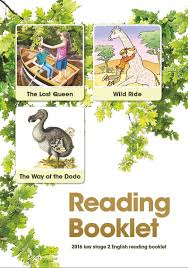 The Lost Queen
Wild Ride
The Way of the Dodo
Reading
Booklet
2016 key stage 2 English reading booklet